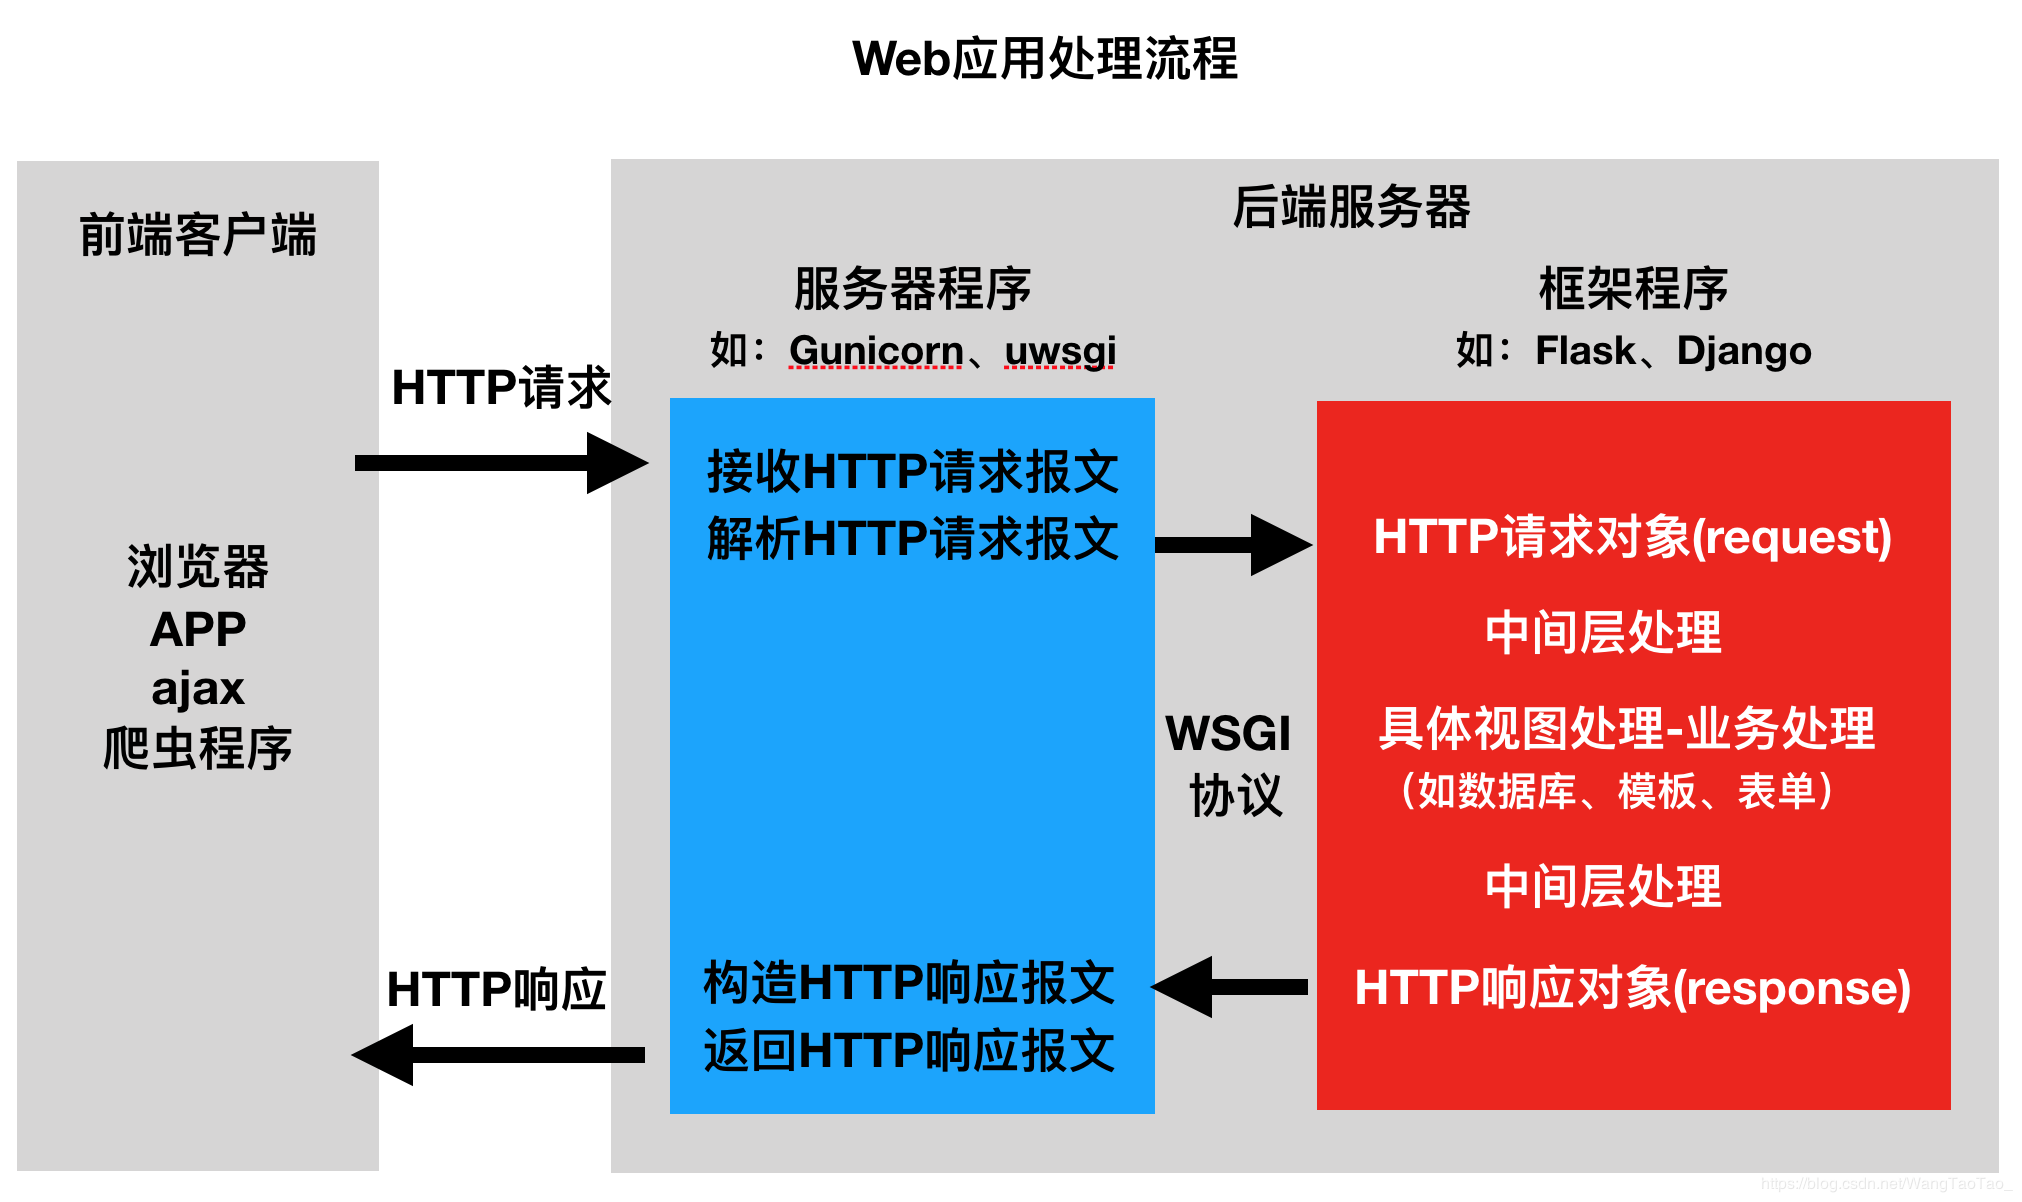 Web应用处理流程
前端客户端
浏览器
APP
ajax
爬虫程序
HTTP请求
HTTP响应
后端服务器
服务器程序
如：Gunicorn、uwsgi
接收HTTP请求报文
解析HTTP请求报文
构造HTTP响应报文
返回HTTP响应报文
WSGI
协议
框架程序
如：Flask、Django
HTTP请求对象(request)
中间层处理
具体视图处理-业务处理
（如数据库、模板、表单）
中间层处理
HTTP响应对象(response)
https://blog.csdn.net/WangTaoTao_